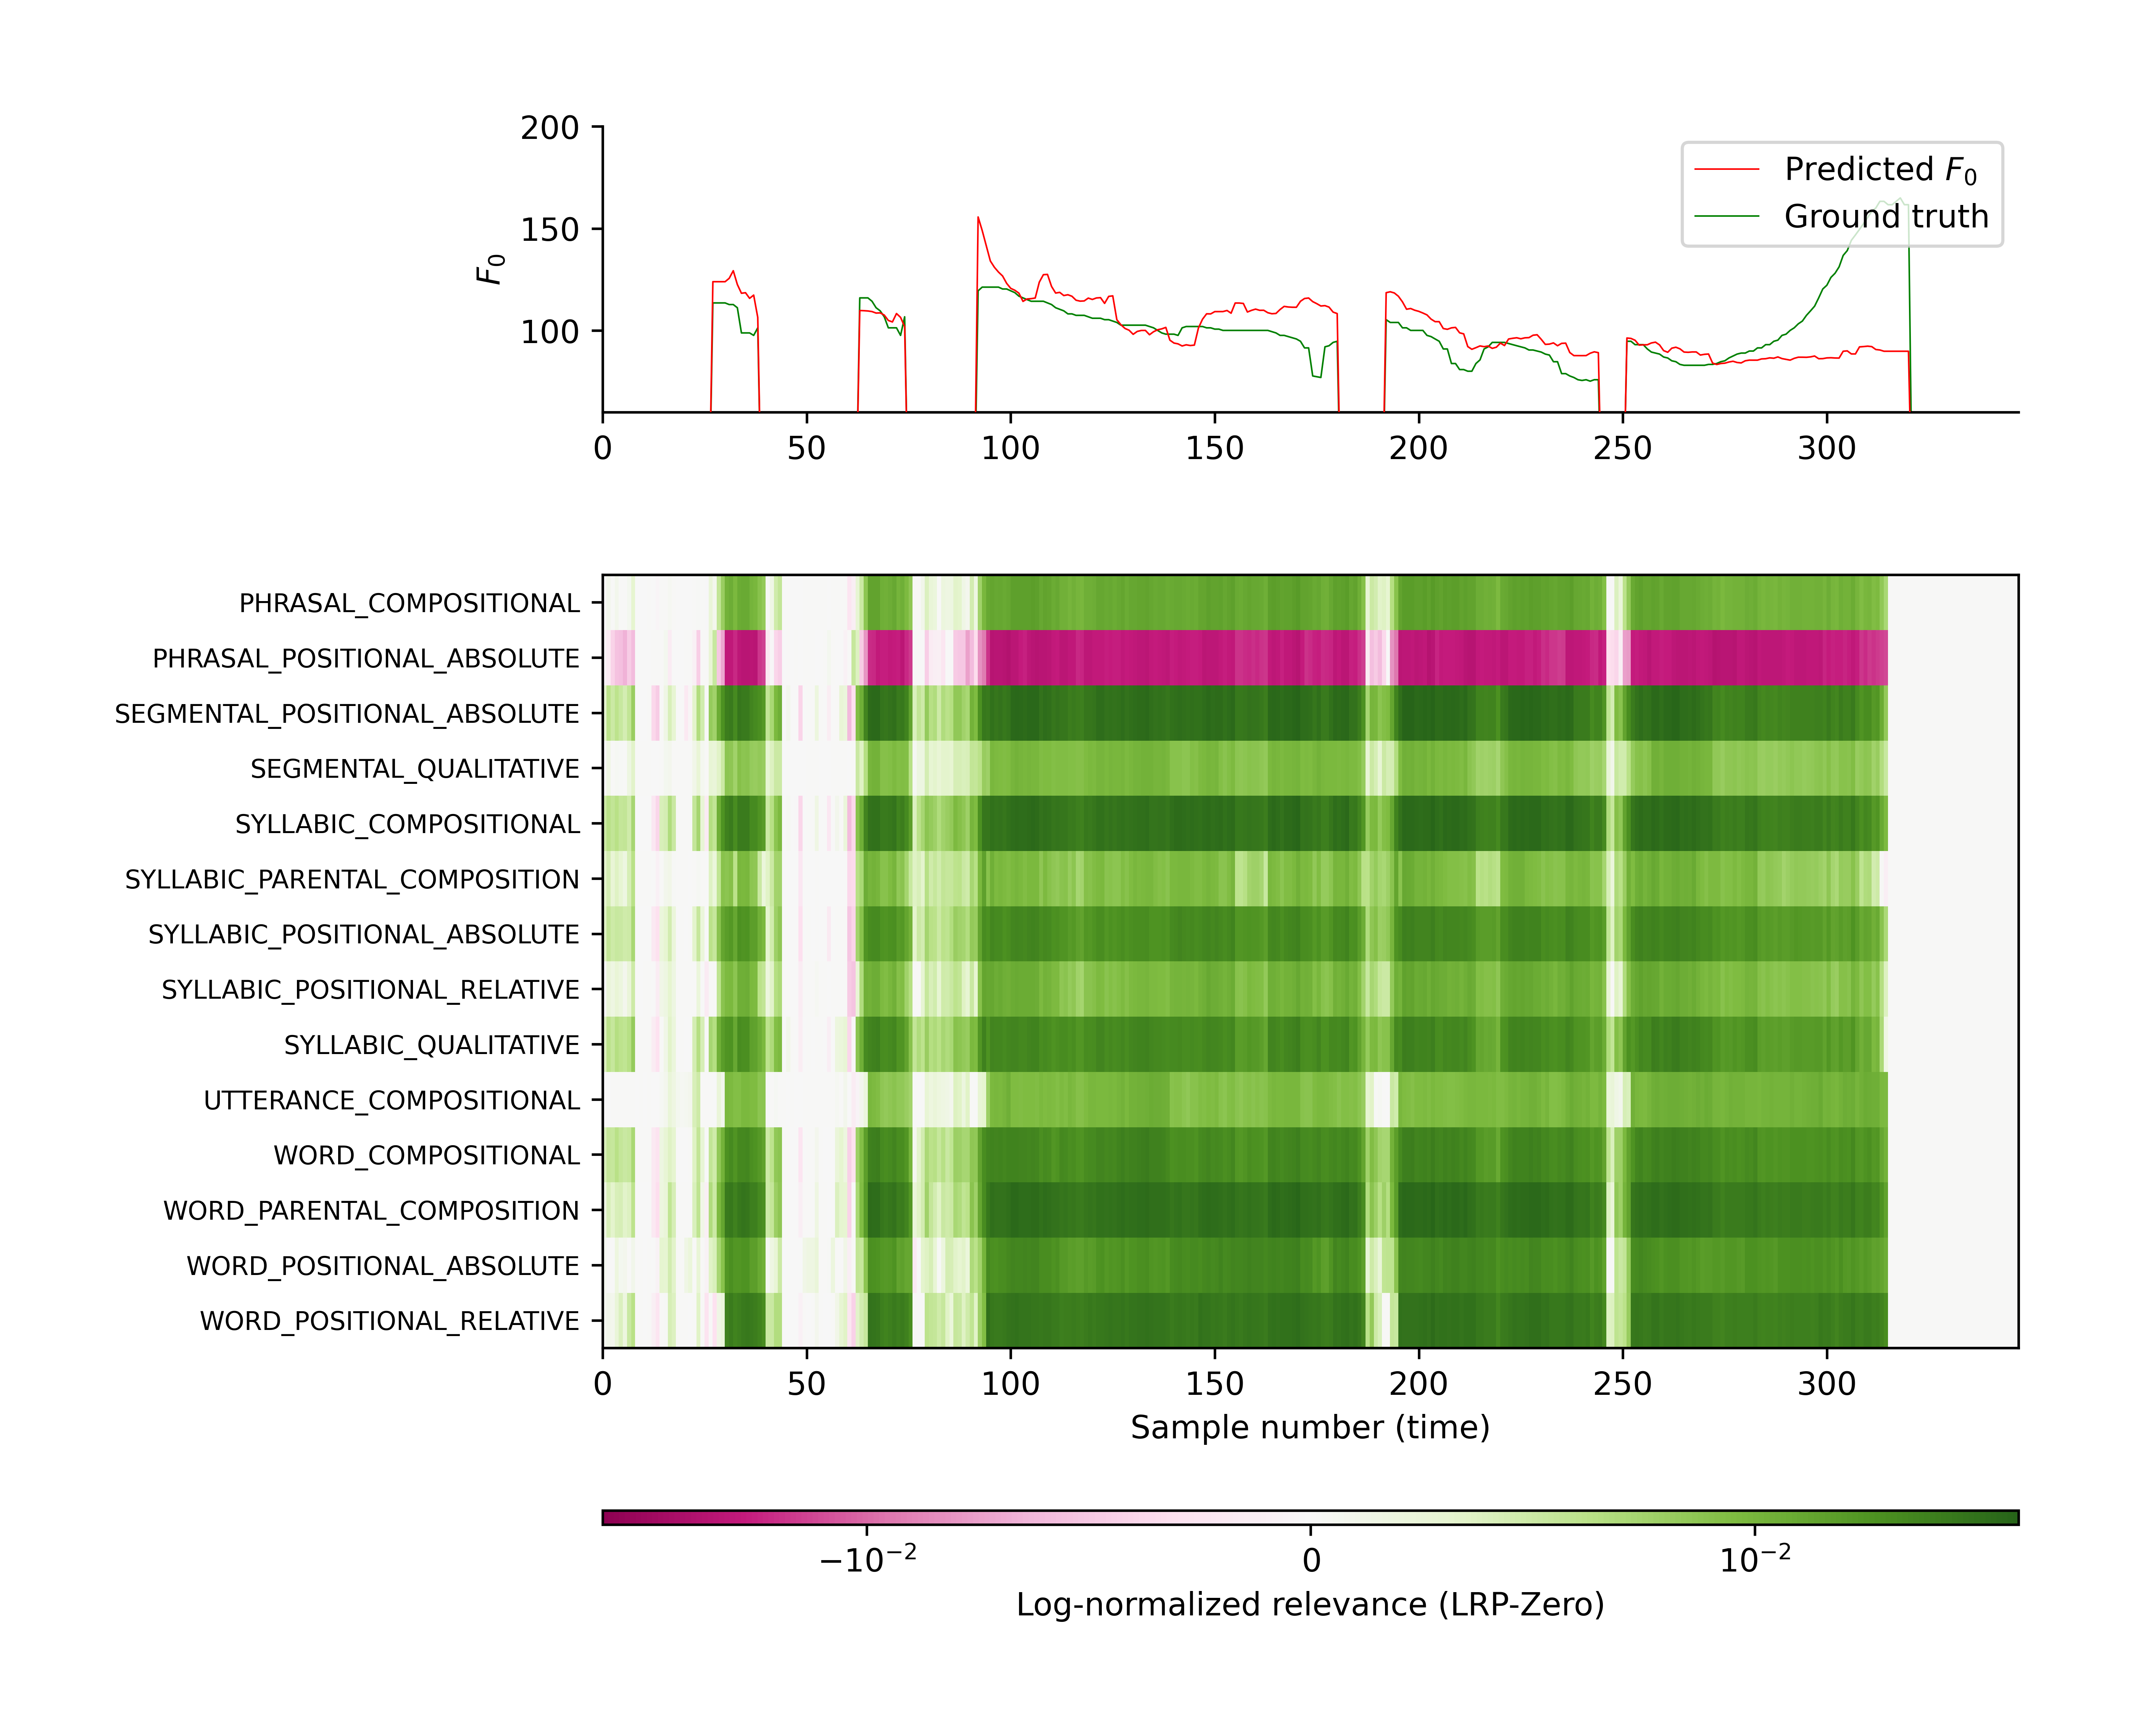 200
150
100
F₀
Predicted F₀
Ground truth
0 50 100 150 200 250 300
PHRASAL_COMPOSITIONAL
PHRASAL_POSITIONAL_ABSOLUTE
SEGMENTAL_POSITIONAL_ABSOLUTE
SEGMENTAL_QUALITATIVE
SYLLABIC_COMPOSITIONAL
SYLLABIC_PARENTAL_COMPOSITION
SYLLABIC_POSITIONAL_ABSOLUTE
SYLLABIC_POSITIONAL_RELATIVE
SYLLABIC_QUALITATIVE
UTTERANCE_COMPOSITIONAL
WORD_COMPOSITIONAL
WORD_PARENTAL_COMPOSITION
WORD_POSITIONAL_ABSOLUTE
WORD_POSITIONAL_RELATIVE
0 50 100 150 200 250 300
Sample number (time)
−10⁻² 0 10⁻²
Log-normalized relevance (LRP-Zero)